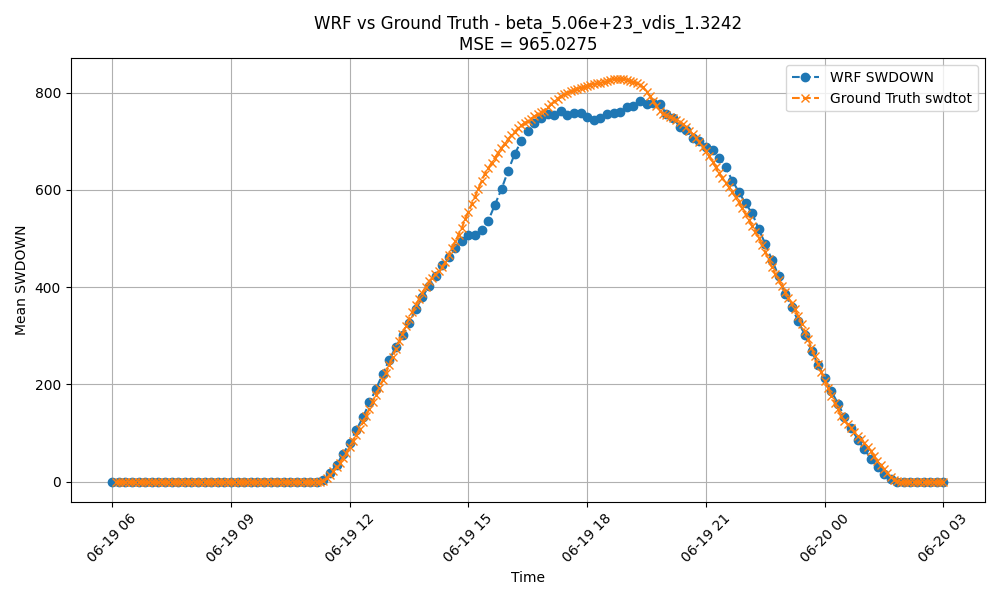 WRF vs Ground Truth - beta_5.06e+23_vdis_1.3242
MSE = 965.0275
WRF SWDOWN
Ground Truth swdtot
Mean SWDOWN
800
600
400
200
0
06-19 06
06-19 09
06-19 12
06-19 15
06-19 18
06-19 21
06-20 00
06-20 03
Time